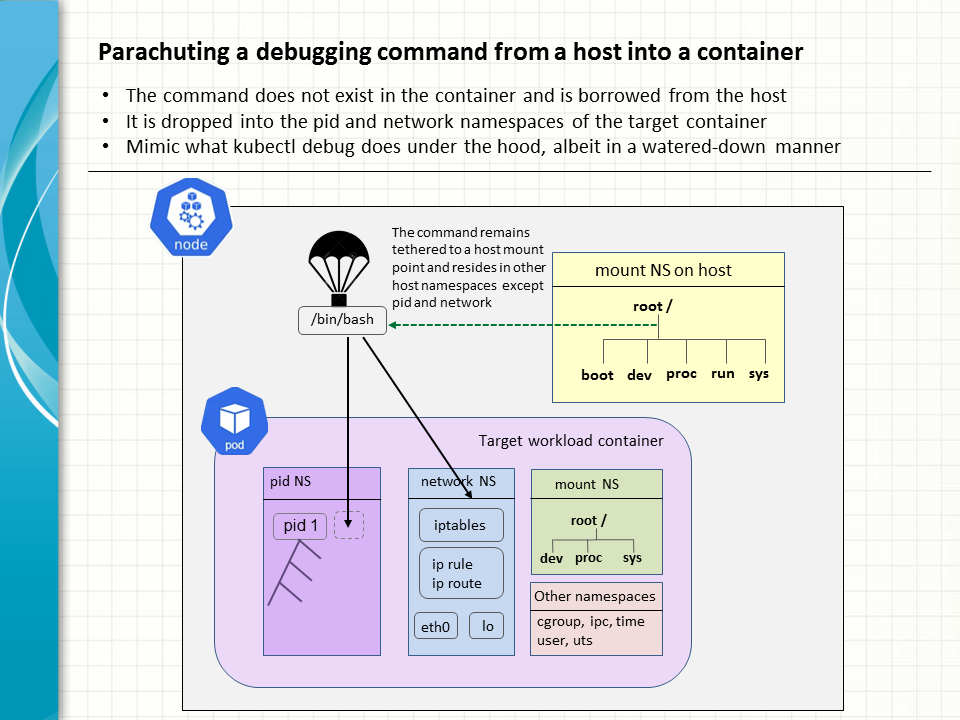 Parachuting a debugging command from a host into a container
• The command does not exist in the container and is borrowed from the host
• It is dropped into the pid and network namespaces of the target container
• Mimic what kubectl debug does under the hood, albeit in a watered-down manner
node
The command remains
tethered to a host mount
point and resides in other
host namespaces except
pid and network
/bin/bash
mount NS on host
root /
boot dev proc run sys
pod
Target workload container
pid NS
pid 1
network NS
iptables
ip rule
ip route
eth0
lo
mount NS
root /
dev proc sys
Other namespaces
cgroup, ipc, time
user, uts